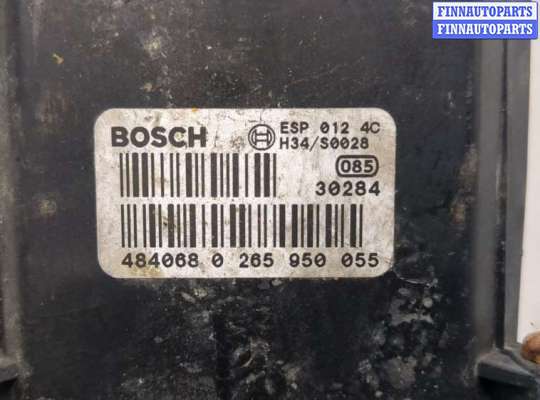 FINNAUTOPARTS
FINNAUTOPARTS
BOSCH
ESP 012 4C
H34/S0028
085
30284
484068 0 265 950 055